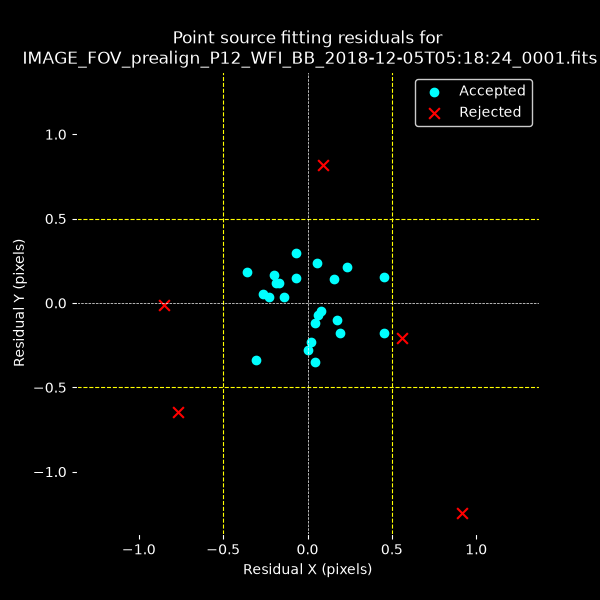 Point source fitting residuals for
IMAGE_FOV_prealign_P12_WFI_BB_2018-12-05T05:18:24_0001.fits
Accepted
Rejected
1.0
0.5
0.0
−0.5
−1.0
Residual Y (pixels)
−1.0
−0.5
0.0
0.5
1.0
Residual X (pixels)